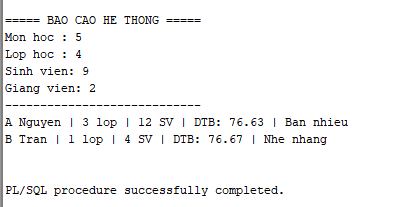 ===== BAO CAO HE THONG =====
Mon hoc : 5
Lop hoc : 4
Sinh vien: 9
Giang vien: 2
----------------------------
A Nguyen | 3 lop | 12 SV | DTB: 76.63 | Ban nhieu
B Tran | 1 lop | 4 SV | DTB: 76.67 | Nhe nhang
PL/SQL procedure successfully completed.